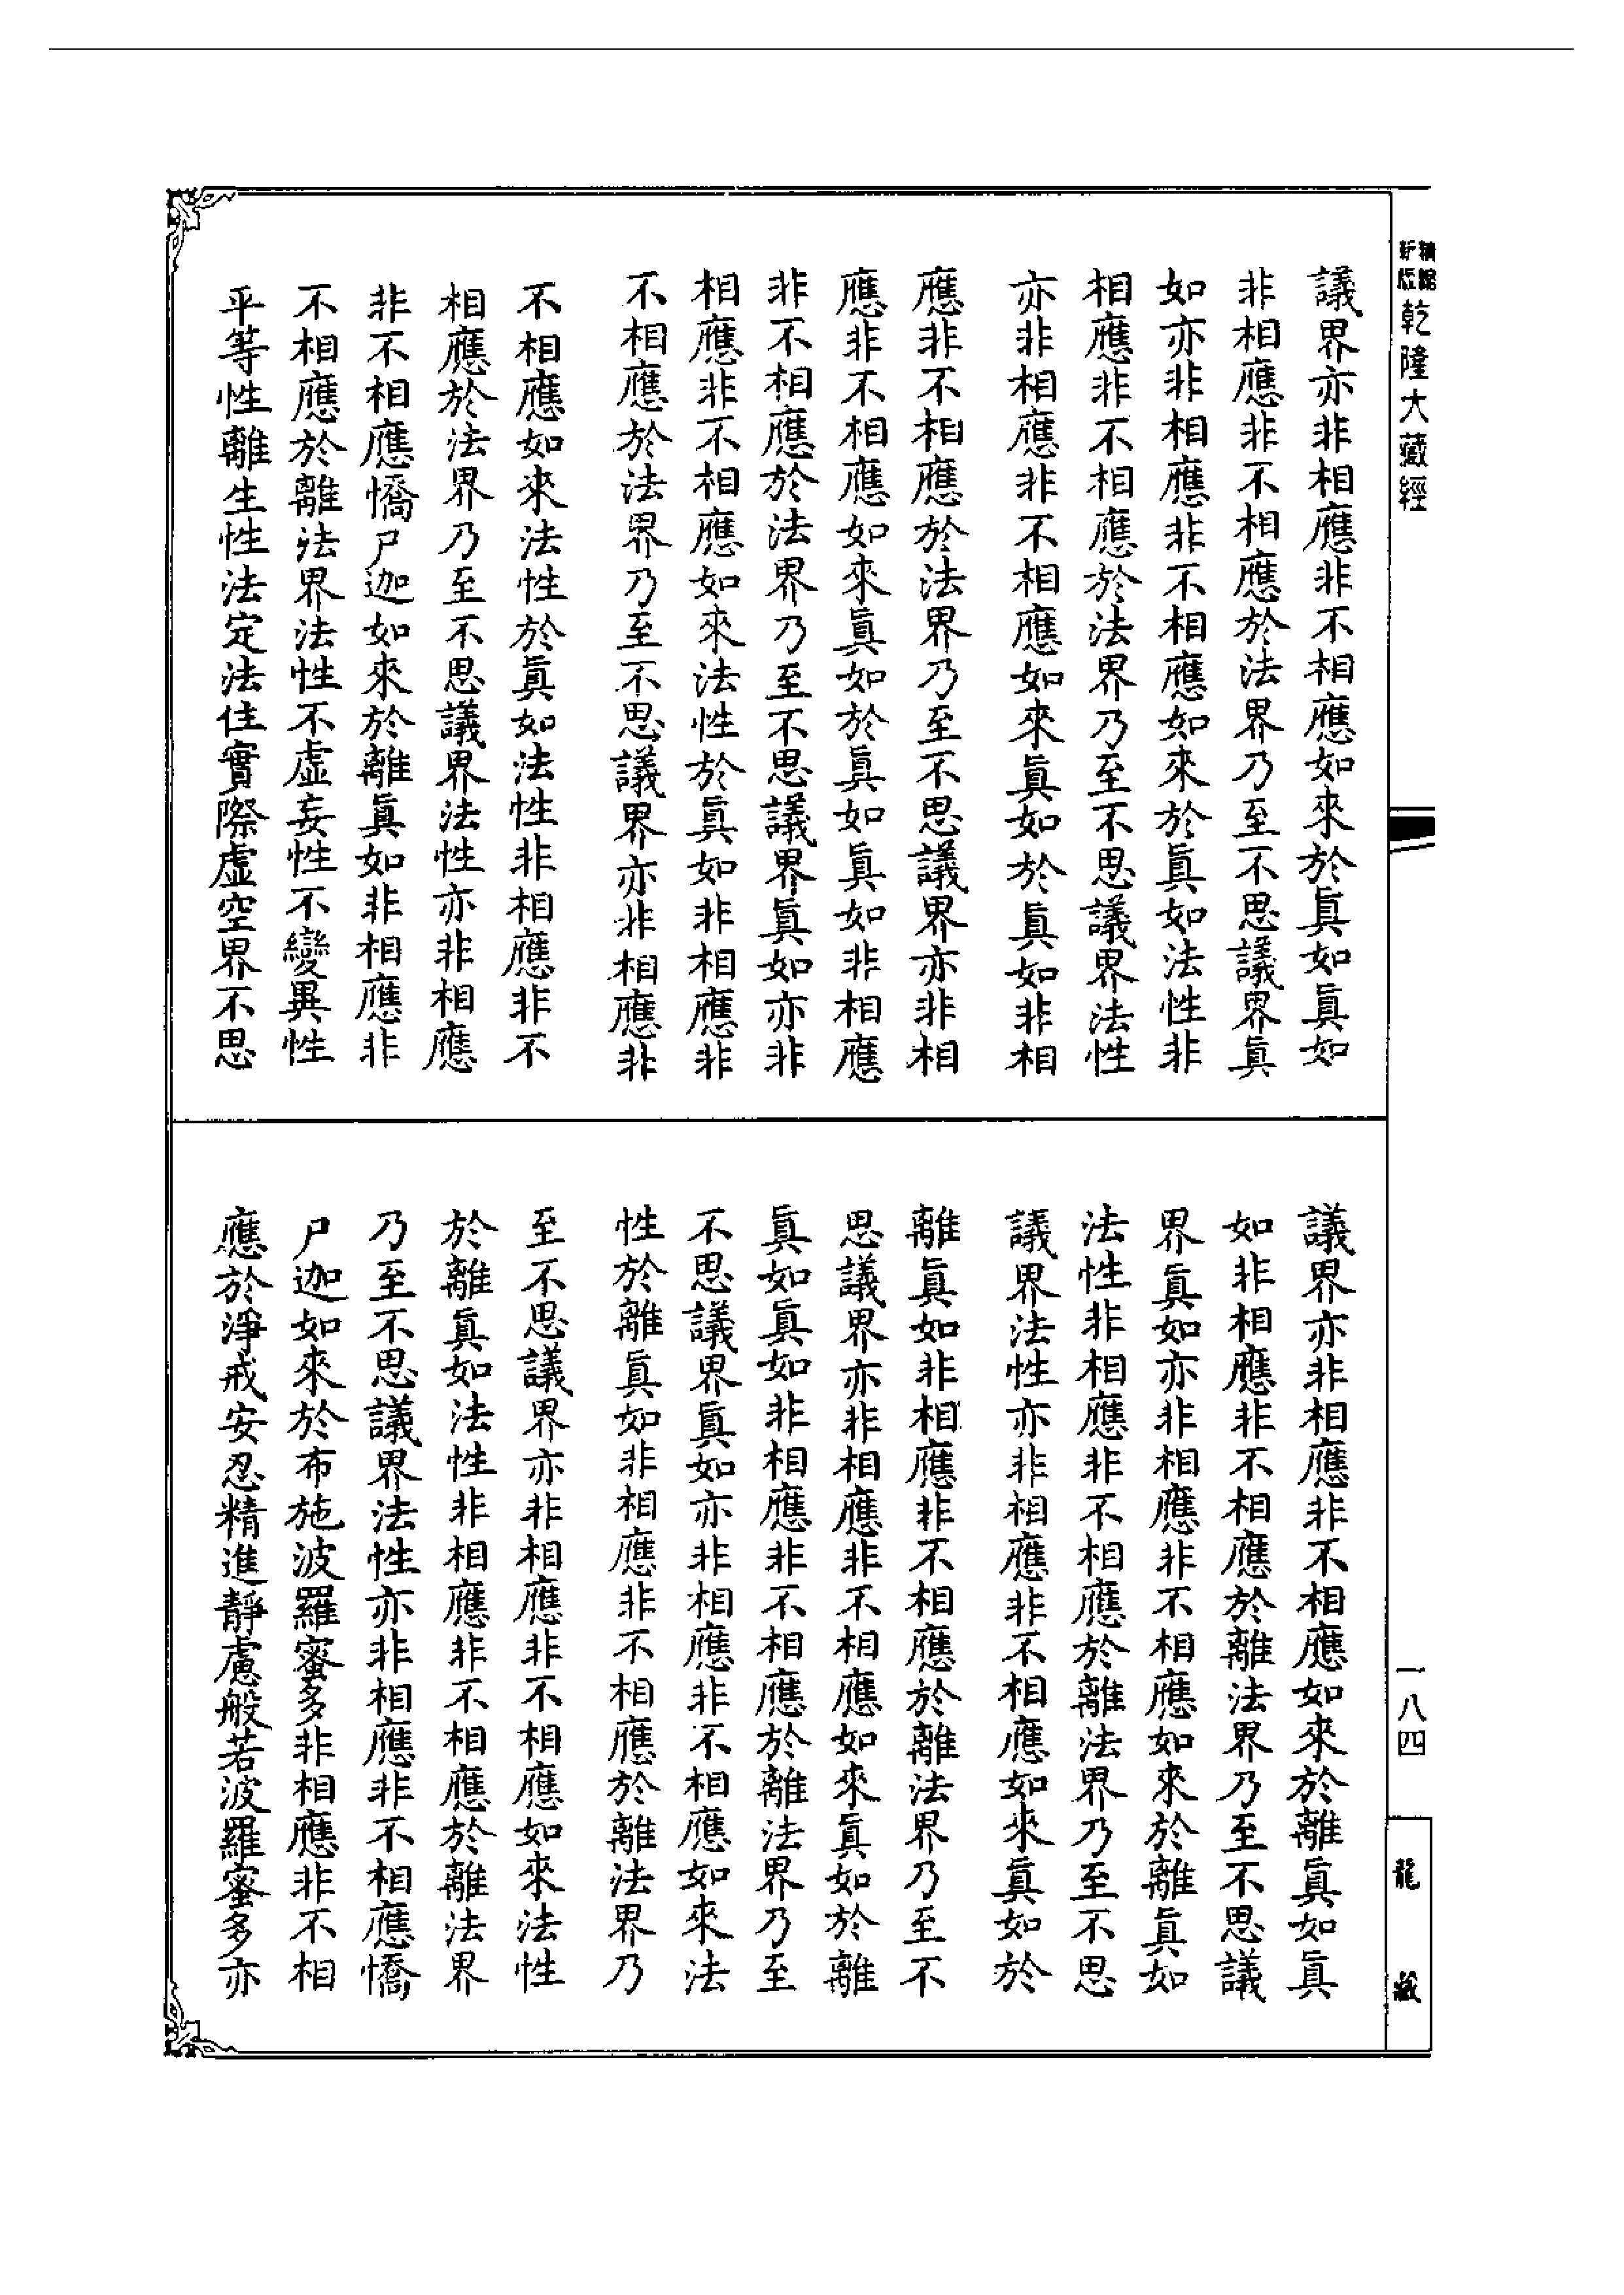 乾隆大藏經
議界亦非相應非不相應如來於眞如眞如
非相應非不相應於法界乃至不思議界眞
如亦非相應非不相應如來於眞如法性非
相應非不相應於法界乃至不思議界法性
亦非相應非不相應如來眞如於眞如非相
應非不相應於法界乃至不思議界亦非相
應非不相應如來眞如於眞如眞如非相應
非不相應於法界乃至不思議界眞如亦非
相應非不相應如來法性於眞如非相應非
不相應於法界乃至不思議界亦非相應非
不相應如來法性於眞如法性非相應非不
相應於法界乃至不思議界法性亦非相應
非不相應憍尸迦如來於離眞如非相應非
不相應於離法界法性不虛妄性不變異性
平等性離生性法定法住實際虛空界不思
議界亦非相應非不相應如來於離眞如眞
如非相應非不相應於離法界乃至不思議
界眞如亦非相應非不相應如來於離眞如
法性非相應非不相應於離法界乃至不思
議界法性亦非相應非不相應如來眞如於
離眞如非相應非不相應於離法界乃至不
思議界亦非相應非不相應如來眞如於離
眞如眞如非相應非不相應於離法界乃至
不思議界眞如亦非相應非不相應如來法
性於離眞如非相應非不相應於離法界乃
至不思議界亦非相應非不相應如來法性
於離眞如法性非相應非不相應於離法界
乃至不思議界法性亦非相應非不相應憍
尸迦如來於布施波羅蜜多非相應非不相
應於淨戒安忍精進靜慮般若波羅蜜多亦
一八四
龍藏